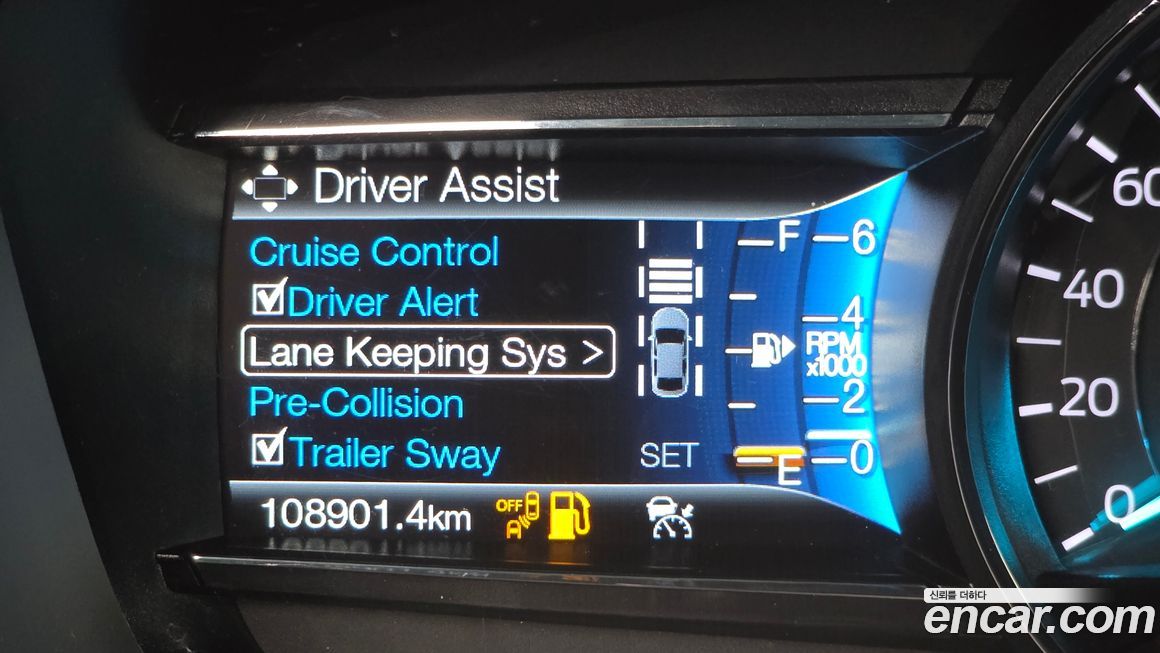 Driver Assist
Cruise Control
Driver Alert
Lane Keeping Sys >
Pre-Collision
Trailer Sway
SET
F
E
6
4
RPM
x1000
2
0
108901.4km
OFF
60
40
20
0
신뢰를 더하다
encar.com